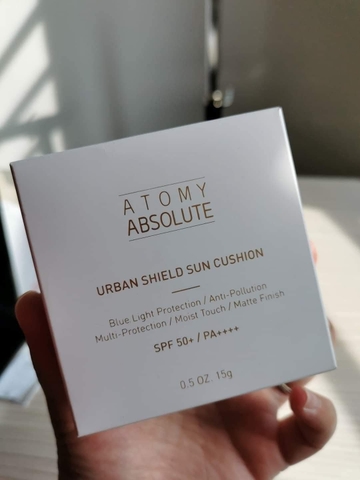 ATOMY
ABSOLUTE
URBAN SHIELD SUN CUSHION
Blue Light Protection / Anti-Pollution
Multi-Protection / Moist Touch / Matte Finish
SPF 50+ / PA++++
0.5 OZ. 15g